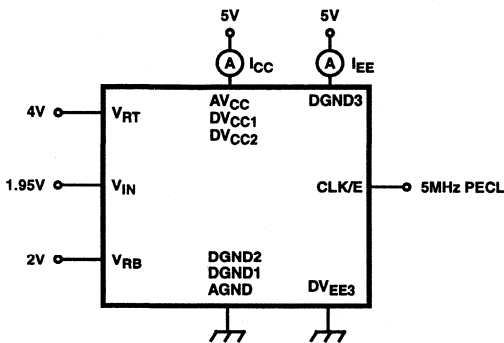 5V 5V
A ICC A IEE
AVCC DGND3
DVCC1
DVCC2
4V VRT
1.95V VIN CLK/E 5MHz PECL
2V VRB DGND2
DGND1
AGND DVEE3